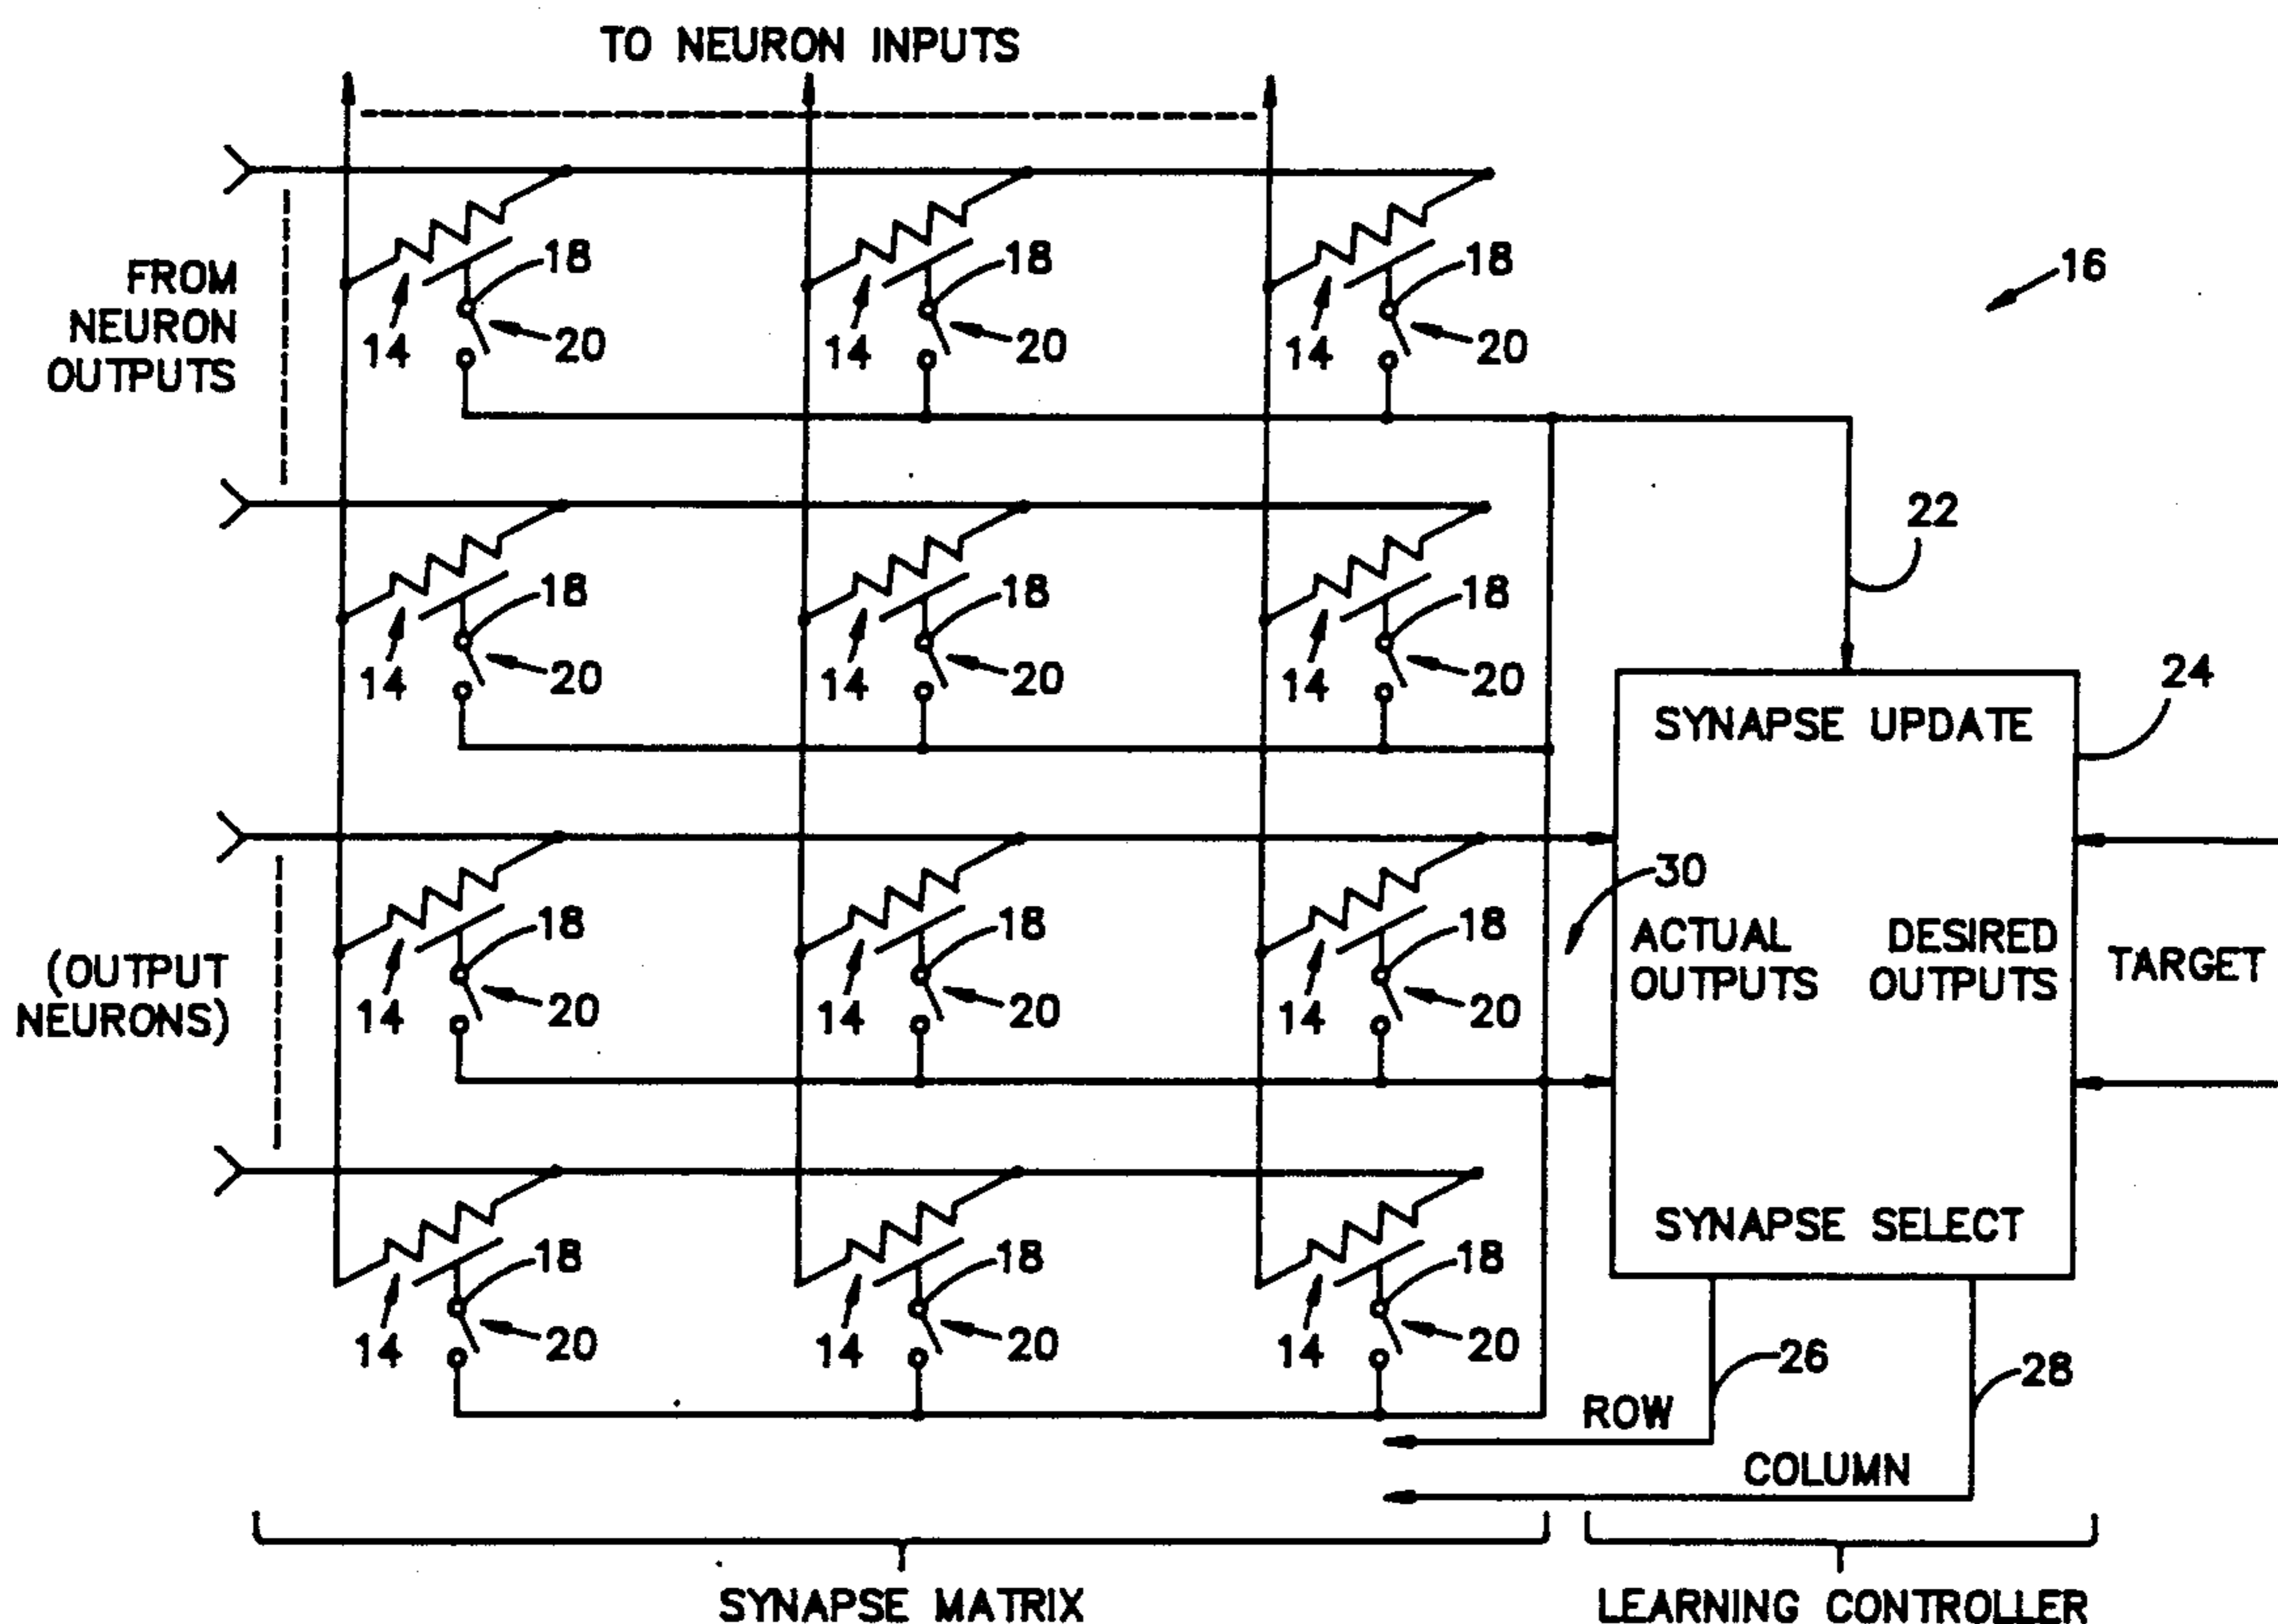 TO NEURON INPUTS
FROM
NEURON
OUTPUTS
18 18 18
16
14 20 14 20 14 20
22
18 18 18
14 20 14 20 14 20
24
SYNAPSE UPDATE
30
(OUTPUT
NEURONS)
18 18 18
14 20 14 20 14 20
ACTUAL
OUTPUTS
DESIRED
OUTPUTS
TARGET
SYNAPSE SELECT
18 18 18
14 20 14 20 14 20
26
28
ROW
COLUMN
SYNAPSE MATRIX
LEARNING CONTROLLER